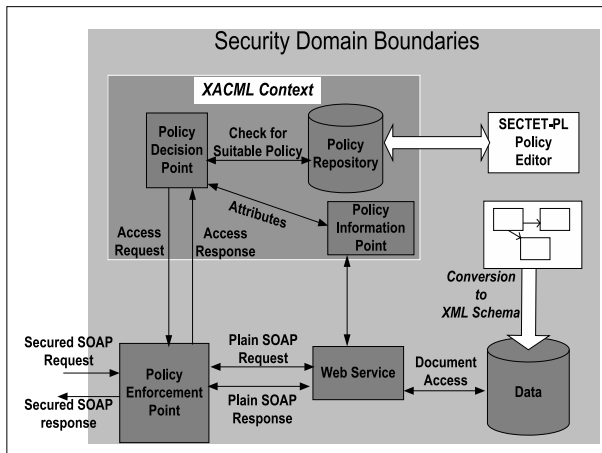 Security Domain Boundaries
XACML Context
Policy
Decision
Point
Check for
Suitable Policy
Policy
Repository
SECTET-PL
Policy
Editor
Attributes
Policy
Information
Point
Access
Request
Access
Response
Conversion
to
XML Schema
Secured SOAP
Request
Secured SOAP
response
Policy
Enforcement
Point
Plain SOAP
Request
Plain SOAP
Response
Web Service
Document
Access
Data